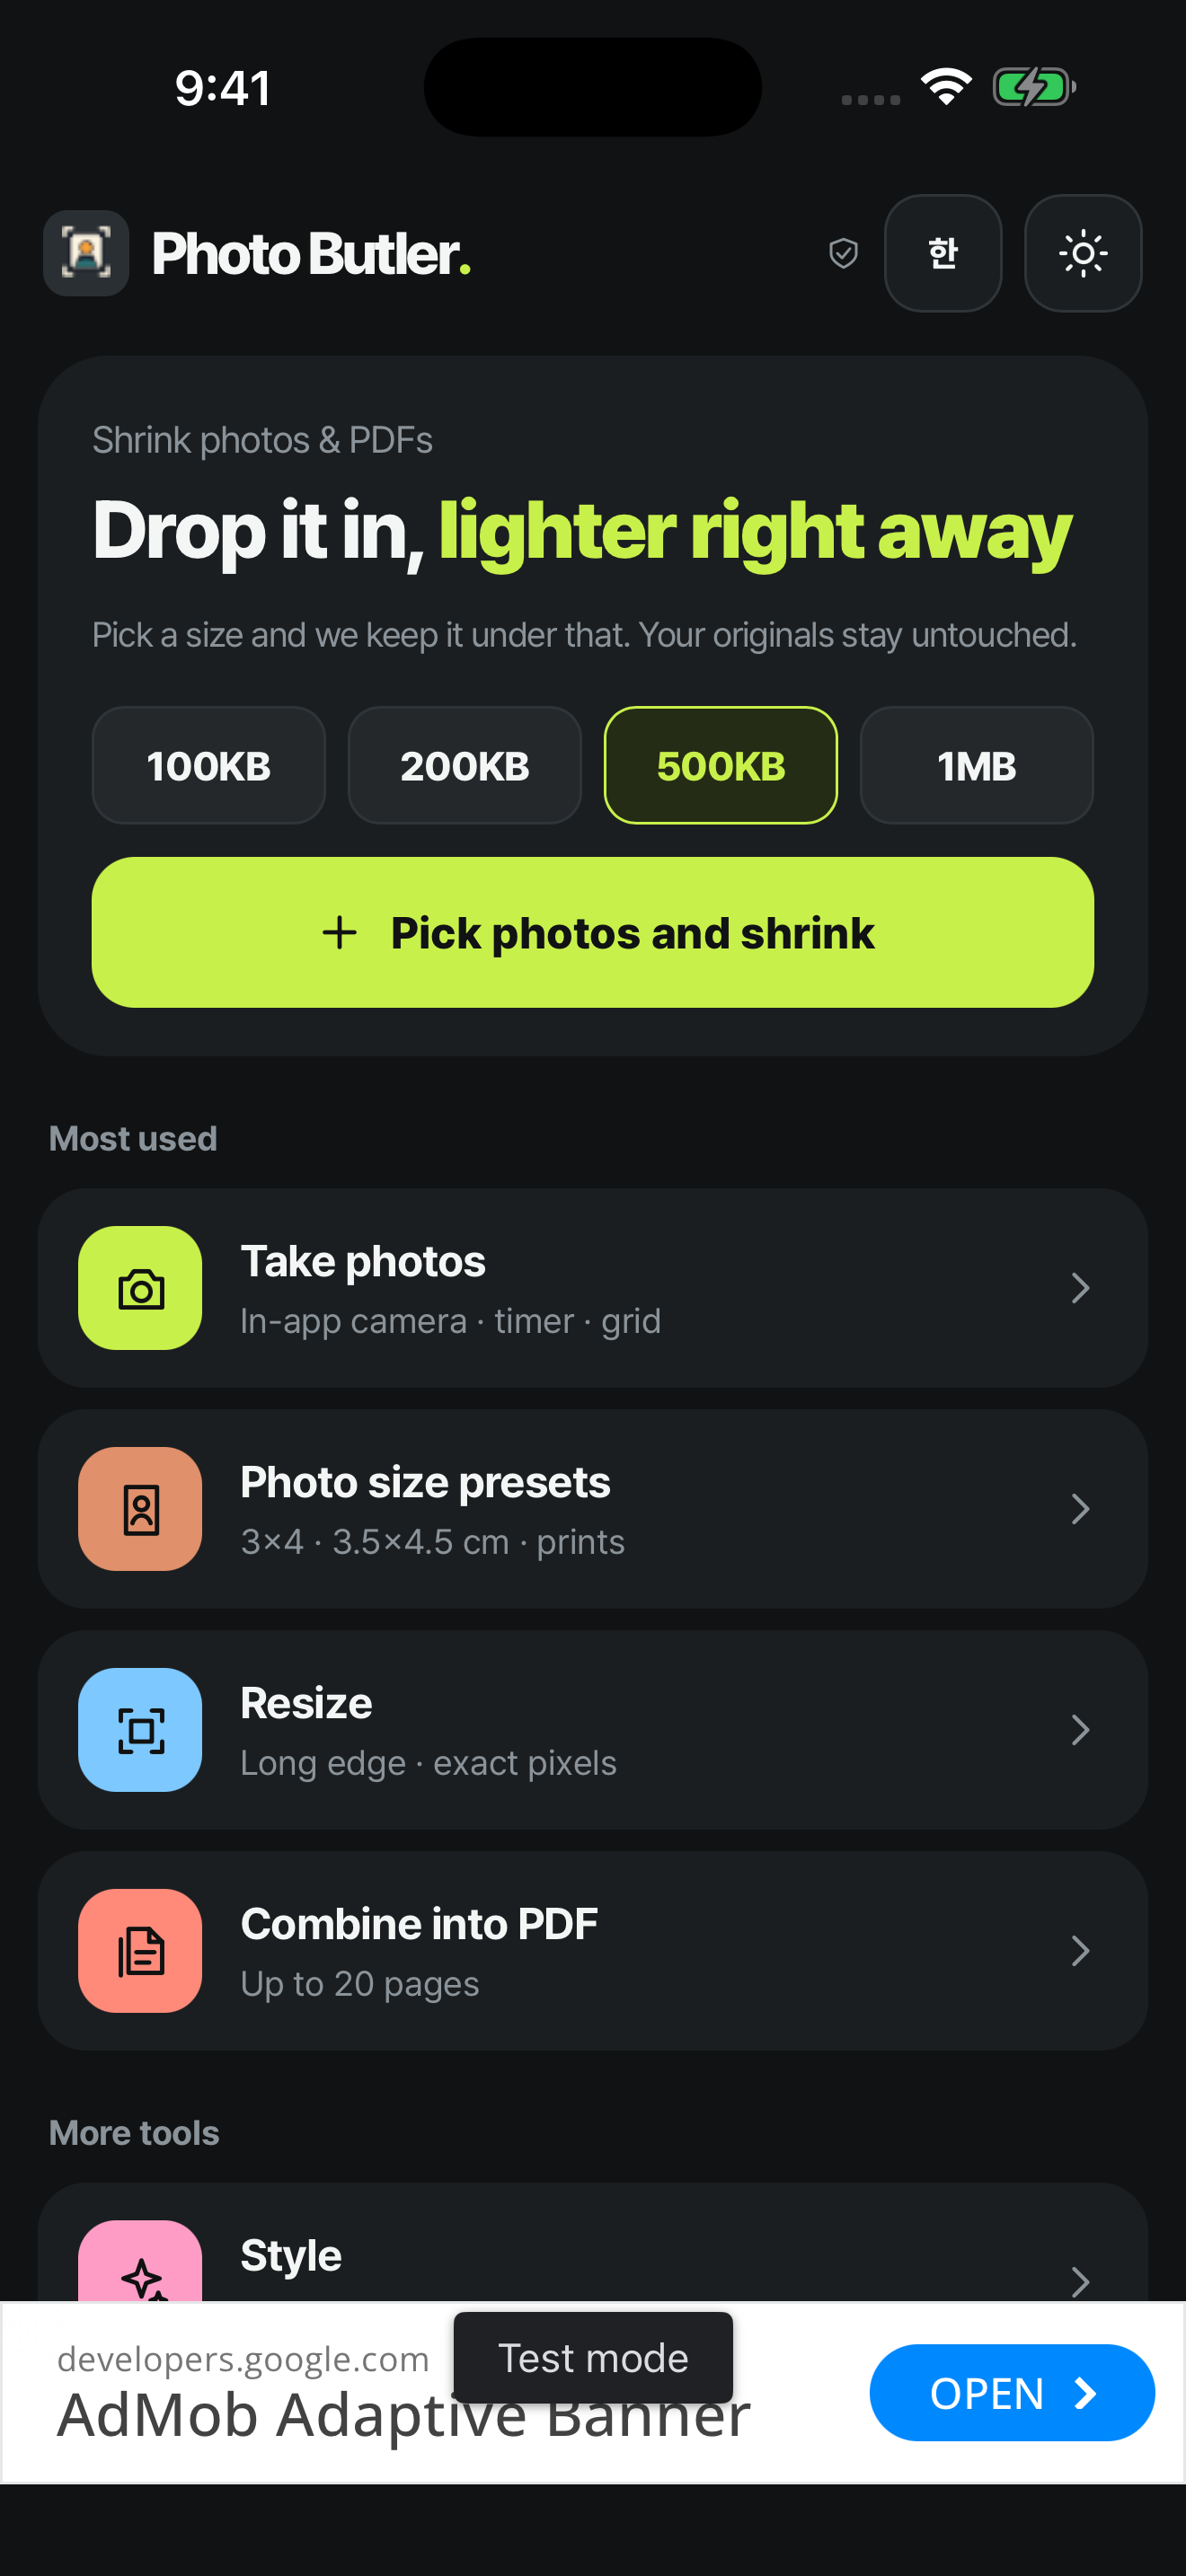 9:41
Photo Butler.
한
Shrink photos & PDFs
Drop it in, lighter right away
Pick a size and we keep it under that. Your originals stay untouched.
100KB 200KB 500KB 1MB
+ Pick photos and shrink
Most used
Take photos
In-app camera · timer · grid
Photo size presets
3×4 · 3.5×4.5 cm · prints
Resize
Long edge · exact pixels
Combine into PDF
Up to 20 pages
More tools
Style
developers.google.com
Test mode
AdMob Adaptive Banner
OPEN